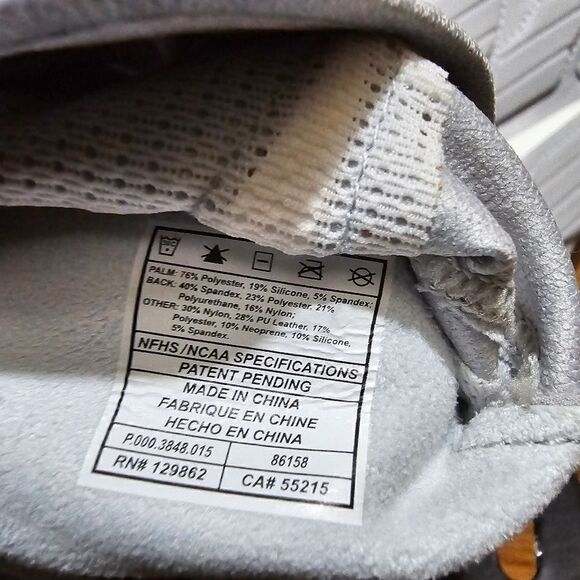 PALM: 76% Polyester, 19% Silicone, 5% Spandex;
BACK: 40% Spandex, 23% Polyester, 21%
Polyurethane, 16% Nylon;
OTHER: 30% Nylon, 28% PU Leather, 17%
Polyester, 10% Neoprene, 10% Silicone,
5% Spandex.
NFHS /NCAA SPECIFICATIONS
PATENT PENDING
MADE IN CHINA
FABRIQUE EN CHINE
HECHO EN CHINA
P.000.3848.015 86158
RN# 129862 CA# 55215